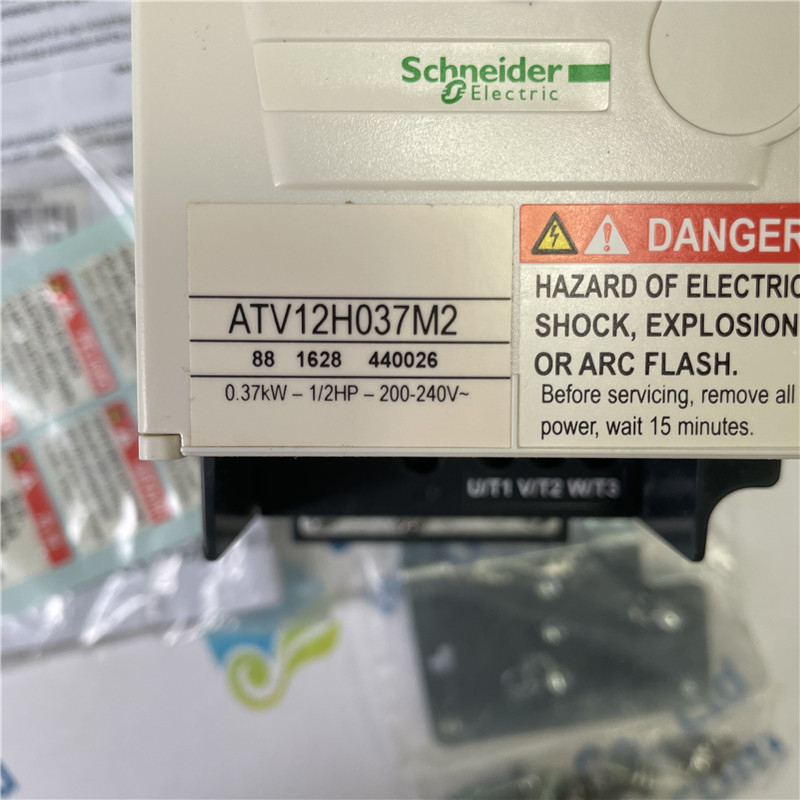 Schneider
Electric
ATV12H037M2
88 1628 440026
0.37kW – 1/2HP – 200-240V~
DANGER
HAZARD OF ELECTRIC
SHOCK, EXPLOSION
OR ARC FLASH.
Before servicing, remove all
power, wait 15 minutes.
U/T1 V/T2 W/T3